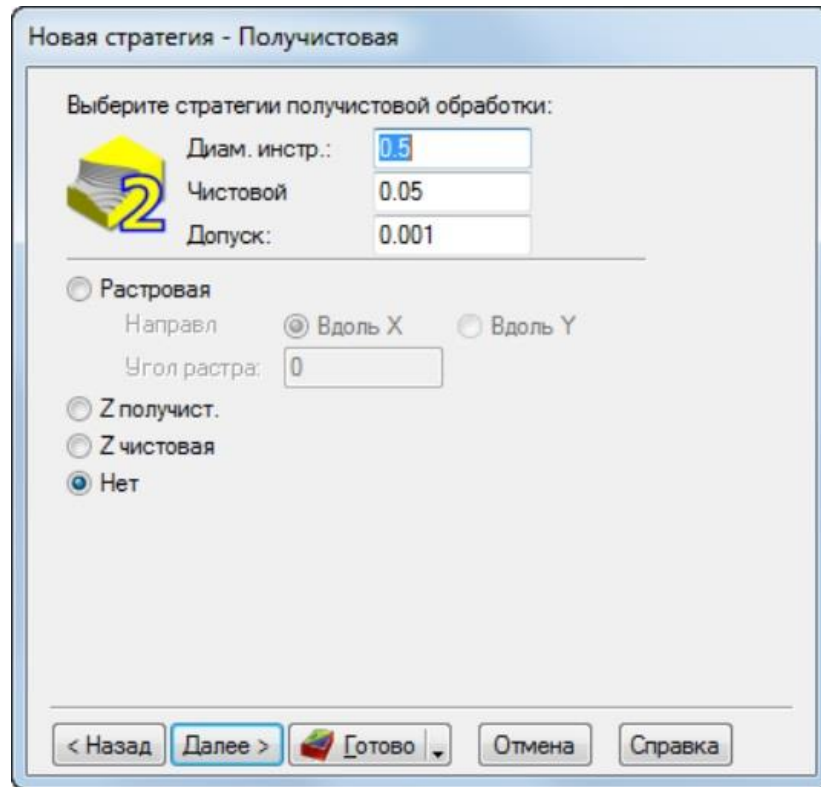 Новая стратегия - Получистовая
Выберите стратегии получистовой обработки:
Диам. инстр.: 0.5
2
Чистовой 0.05
Допуск: 0.001
Растровая
Направл Вдоль X Вдоль Y
Угол растра: 0
Z получист.
Z чистовая
Нет
< Назад Далее > Готово Отмена Справка